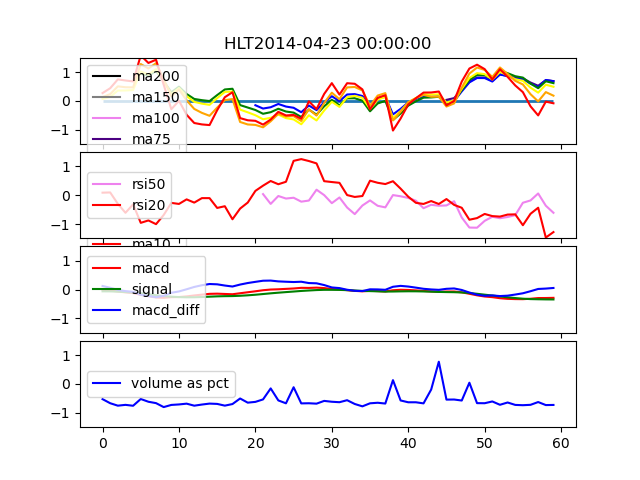 HLT2014-04-23 00:00:00
1
0
−1
ma200
ma150
ma100
ma75
1
0
−1
rsi50
rsi20
ma10
1
0
−1
macd
signal
macd_diff
1
0
−1
volume as pct
0 10 20 30 40 50 60